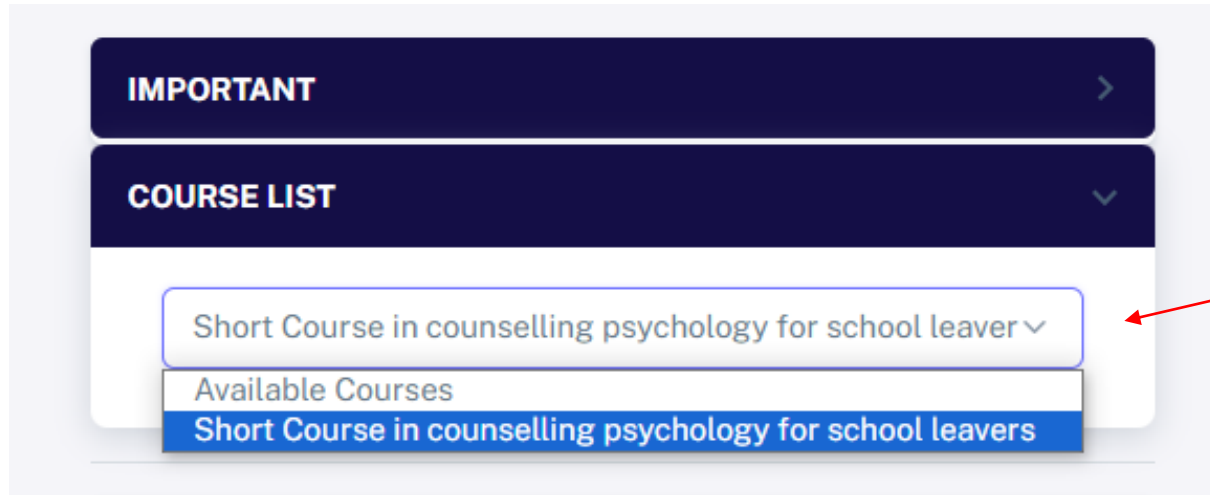 IMPORTANT
COURSE LIST
Short Course in counselling psychology for school leaver
Available Courses
Short Course in counselling psychology for school leavers